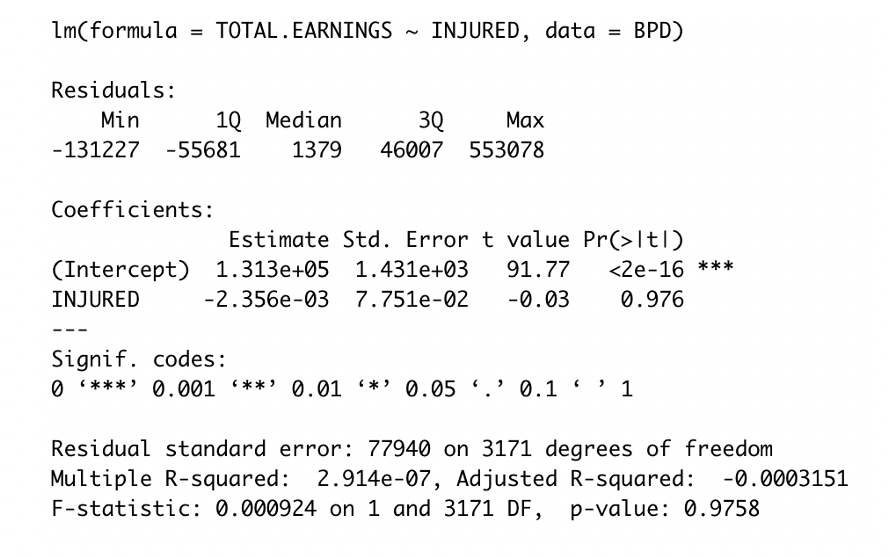 lm(formula = TOTAL.EARNINGS ~ INJURED, data = BPD)
Residuals:
Min 1Q Median 3Q Max
-131227 -55681 1379 46007 553078
Coefficients:
Estimate Std. Error t value Pr(>|t|)
(Intercept) 1.313e+05 1.431e+03 91.77 <2e-16 ***
INJURED -2.356e-03 7.751e-02 -0.03 0.976
---
Signif. codes:
0 ‘***’ 0.001 ‘**’ 0.01 ‘*’ 0.05 ‘.’ 0.1 ‘ ’ 1
Residual standard error: 77940 on 3171 degrees of freedom
Multiple R-squared: 2.914e-07, Adjusted R-squared: -0.0003151
F-statistic: 0.000924 on 1 and 3171 DF, p-value: 0.9758